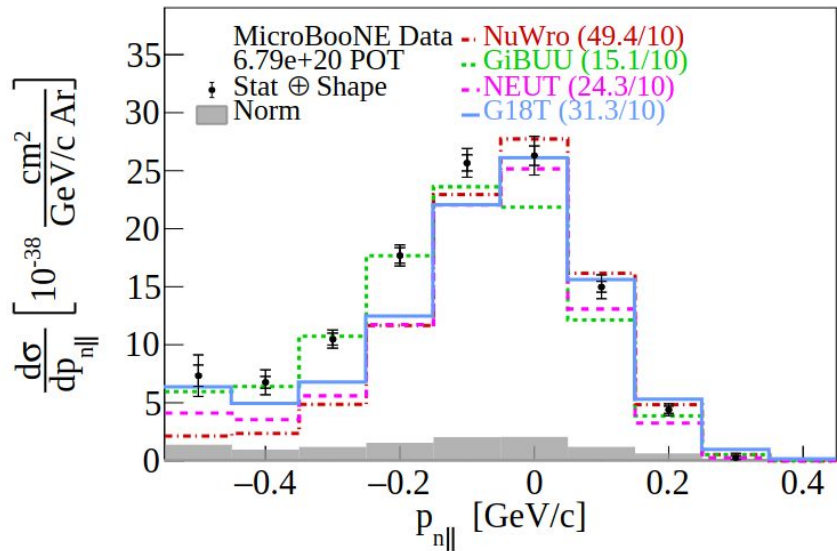 MicroBooNE Data
6.79e+20 POT
Stat ⊕ Shape
Norm
NuWro (49.4/10)
GiBUU (15.1/10)
NEUT (24.3/10)
G18T (31.3/10)
dσ/dp_n|| [10^-38 cm²/(GeV/c Ar)]
35
30
25
20
15
10
5
0
−0.4 −0.2 0 0.2 0.4
p_n|| [GeV/c]